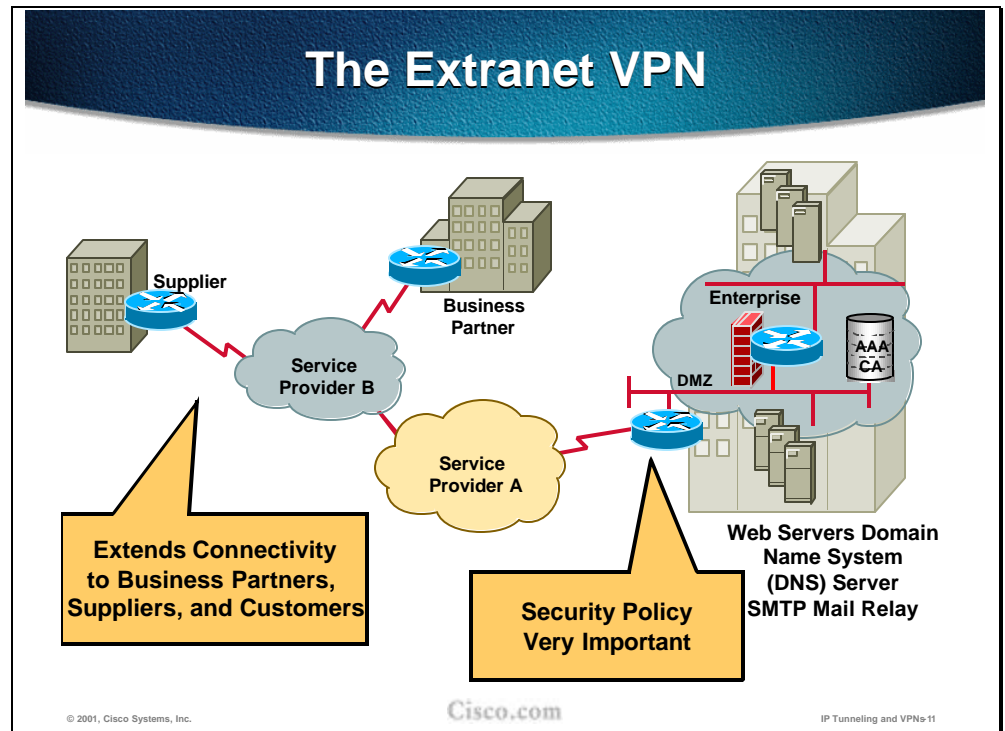 The Extranet VPN
Supplier
Business
Partner
Enterprise
AAA
CA
DMZ
Service
Provider B
Service
Provider A
Extends Connectivity
to Business Partners,
Suppliers, and Customers
Security Policy
Very Important
Web Servers Domain
Name System
(DNS) Server
SMTP Mail Relay
© 2001, Cisco Systems, Inc.
Cisco.com
IP Tunneling and VPNs-11